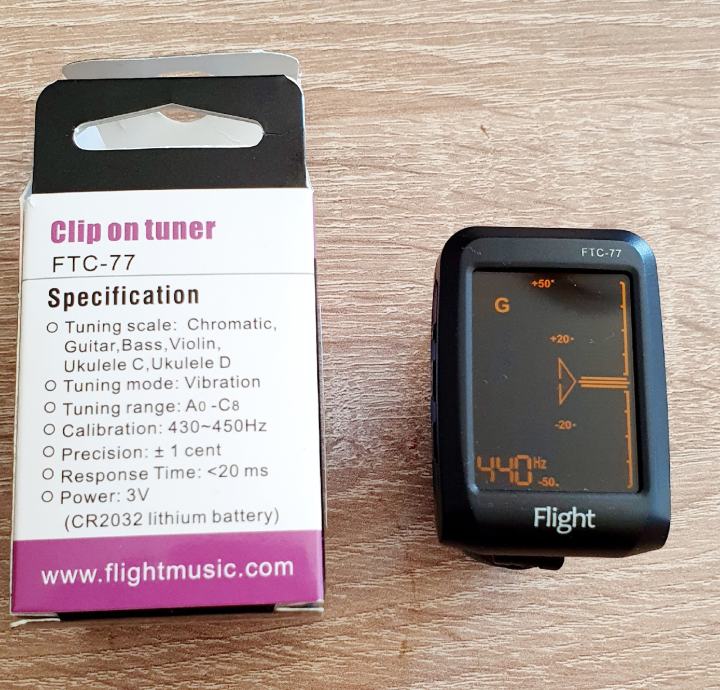 Clip on tuner
FTC-77
Specification
Tuning scale: Chromatic,
Guitar,Bass,Violin,
Ukulele C,Ukulele D
Tuning mode: Vibration
Tuning range: A0 -C8
Calibration: 430~450Hz
Precision: ± 1 cent
Response Time: <20 ms
Power: 3V
(CR2032 lithium battery)
www.flightmusic.com
FTC-77
+50
G
+20
-20
440Hz
-50
Flight